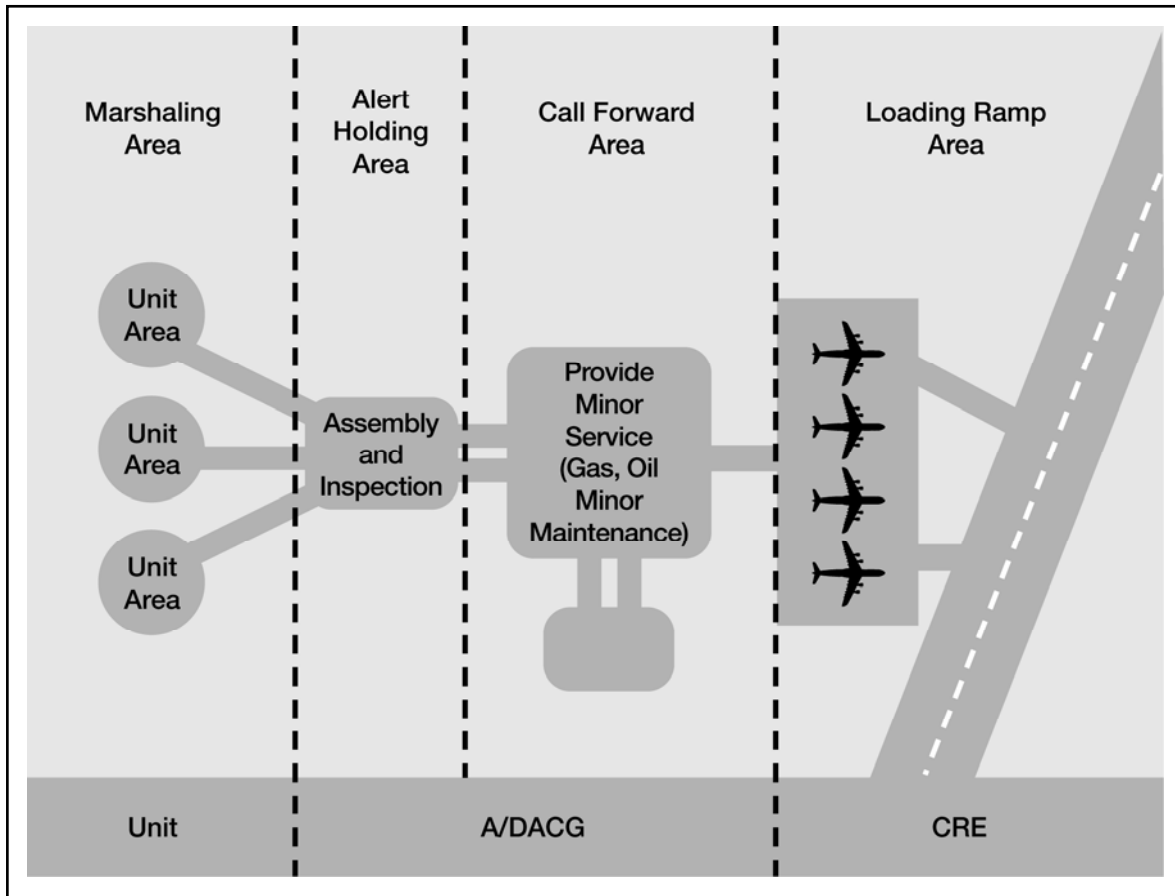 Marshaling
Area
Alert
Holding
Area
Call Forward
Area
Loading Ramp
Area
Unit
Area
Unit
Area
Unit
Area
Assembly
and
Inspection
Provide
Minor
Service
(Gas, Oil
Minor
Maintenance)
Unit
A/DACG
CRE